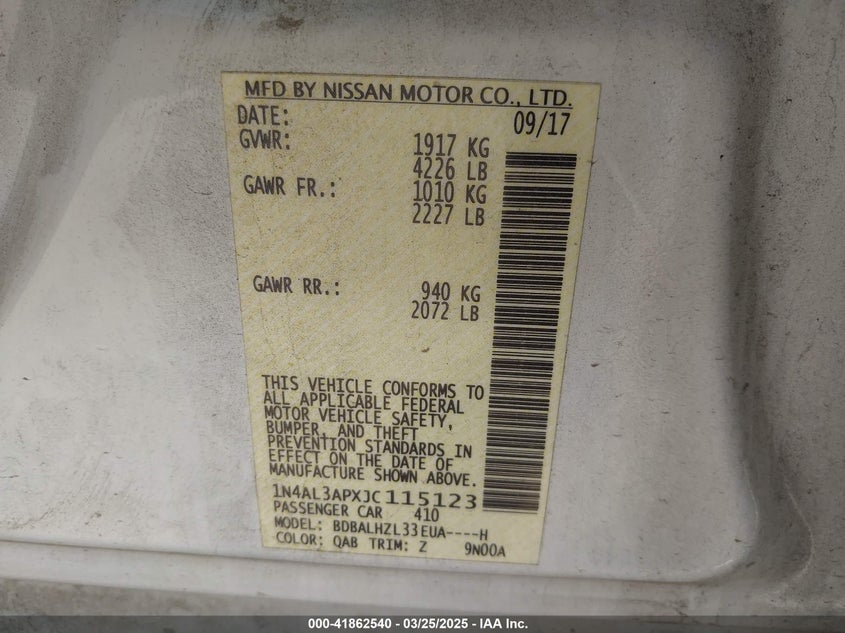 MFD BY NISSAN MOTOR CO., LTD.
DATE: 09/17
GVWR: 1917 KG
4226 LB
GAWR FR.: 1010 KG
2227 LB
GAWR RR.: 940 KG
2072 LB
THIS VEHICLE CONFORMS TO
ALL APPLICABLE FEDERAL
MOTOR VEHICLE SAFETY,
BUMPER, AND THEFT
PREVENTION STANDARDS IN
EFFECT ON THE DATE OF
MANUFACTURE SHOWN ABOVE.
1N4AL3APXJC115123
PASSENGER CAR 410
MODEL: BDBALHZL33EUA----H
COLOR: QAB TRIM: Z 9N00A
000-41862540 - 03/25/2025 - IAA Inc.